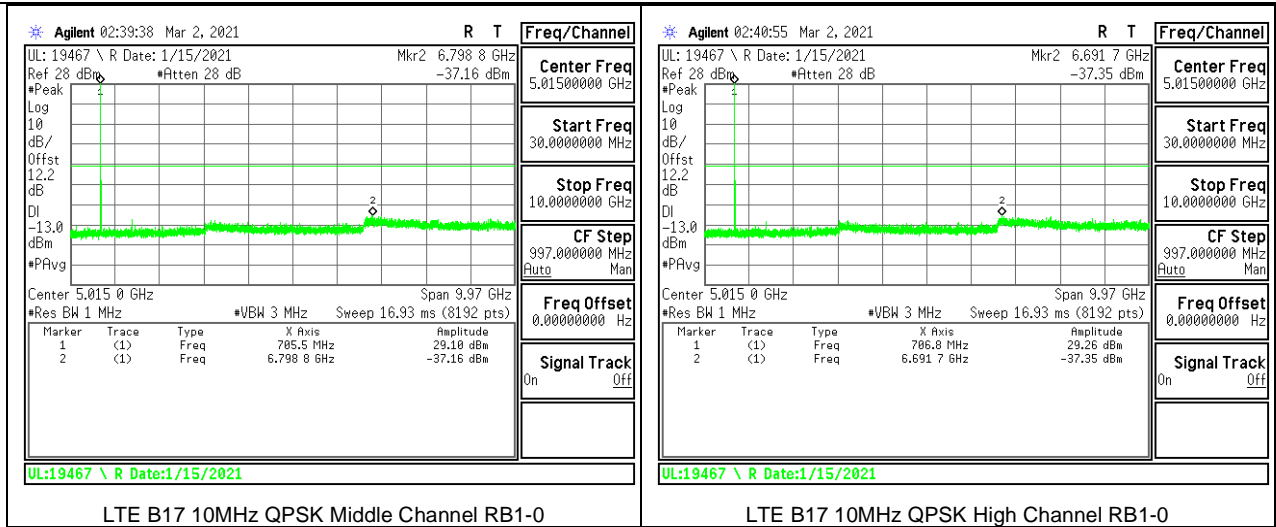 Agilent 02:39:38 Mar 2, 2021 R T
UL: 19467 \ R Date: 1/15/2021 Mkr2 6.798 8 GHz
Ref 28 dBm #Atten 28 dB -37.16 dBm
#Peak
Log
10
dB/
Offst
12.2
dB
DI
-13.0
dBm
#PAvg
1
2
Center 5.015 0 GHz Span 9.97 GHz
#Res BW 1 MHz #VBW 3 MHz Sweep 16.93 ms (8192 pts)
Marker Trace Type X Axis Amplitude
1 (1) Freq 705.5 MHz 29.10 dBm
2 (1) Freq 6.798 8 GHz -37.16 dBm
UL:19467 \ R Date:1/15/2021
Freq/Channel
Center Freq
5.01500000 GHz
Start Freq
30.0000000 MHz
Stop Freq
10.0000000 GHz
CF Step
997.000000 MHz
Auto Man
Freq Offset
0.00000000 Hz
Signal Track
On Off
LTE B17 10MHz QPSK Middle Channel RB1-0
Agilent 02:40:55 Mar 2, 2021 R T
UL: 19467 \ R Date: 1/15/2021 Mkr2 6.691 7 GHz
Ref 28 dBm #Atten 28 dB -37.35 dBm
#Peak
Log
10
dB/
Offst
12.2
dB
DI
-13.0
dBm
#PAvg
1
2
Center 5.015 0 GHz Span 9.97 GHz
#Res BW 1 MHz #VBW 3 MHz Sweep 16.93 ms (8192 pts)
Marker Trace Type X Axis Amplitude
1 (1) Freq 706.8 MHz 29.26 dBm
2 (1) Freq 6.691 7 GHz -37.35 dBm
UL:19467 \ R Date:1/15/2021
Freq/Channel
Center Freq
5.01500000 GHz
Start Freq
30.0000000 MHz
Stop Freq
10.0000000 GHz
CF Step
997.000000 MHz
Auto Man
Freq Offset
0.00000000 Hz
Signal Track
On Off
LTE B17 10MHz QPSK High Channel RB1-0